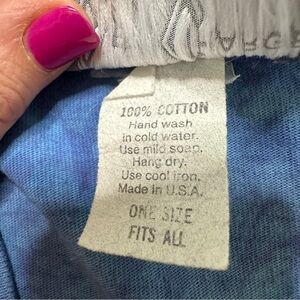 100% COTTON
Hand wash
in cold water.
Use mild soap.
Hang dry.
Use cool iron.
Made in U.S.A.
ONE SIZE
FITS ALL